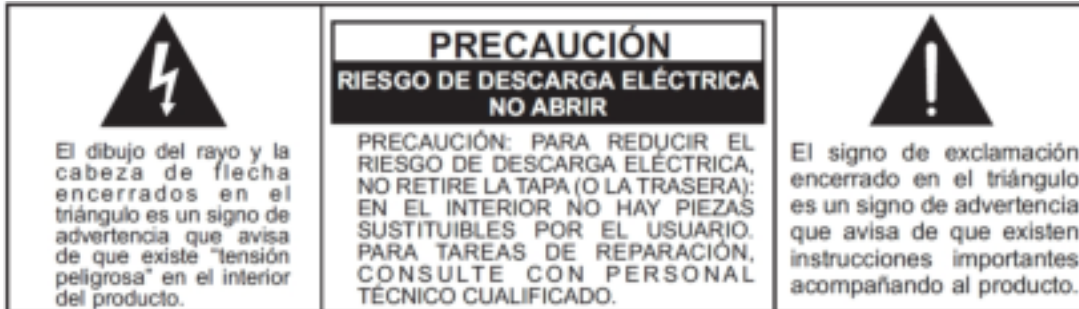 El dibujo del rayo y la
cabeza de flecha
encerrados en el
triángulo es un signo de
advertencia que avisa
de que existe "tensión
peligrosa" en el interior
del producto.
PRECAUCIÓN
RIESGO DE DESCARGA ELÉCTRICA
NO ABRIR
PRECAUCIÓN: PARA REDUCIR EL
RIESGO DE DESCARGA ELÉCTRICA,
NO RETIRE LA TAPA (O LA TRASERA):
EN EL INTERIOR NO HAY PIEZAS
SUSTITUIBLES POR EL USUARIO.
PARA TAREAS DE REPARACIÓN,
CONSULTE CON PERSONAL
TÉCNICO CUALIFICADO.
El signo de exclamación
encerrado en el triángulo
es un signo de advertencia
que avisa de que existen
instrucciones importantes
acompañando al producto.